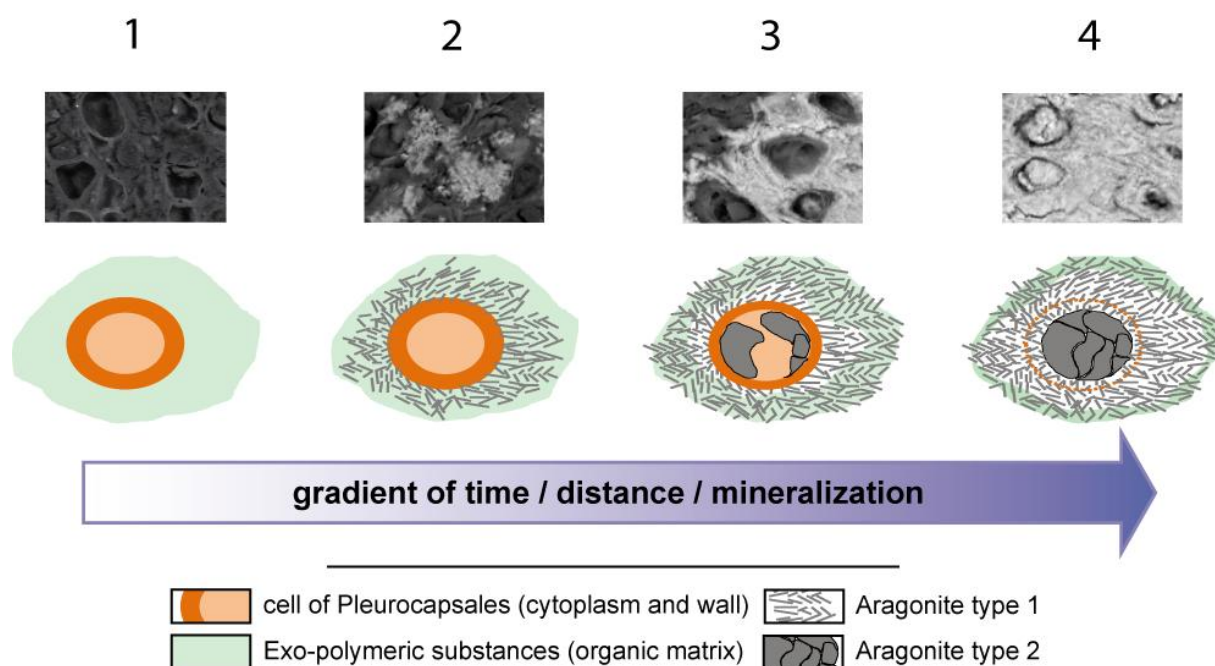 1 2 3 4
gradient of time / distance / mineralization
cell of Pleurocapsales (cytoplasm and wall) Aragonite type 1
Exo-polymeric substances (organic matrix) Aragonite type 2